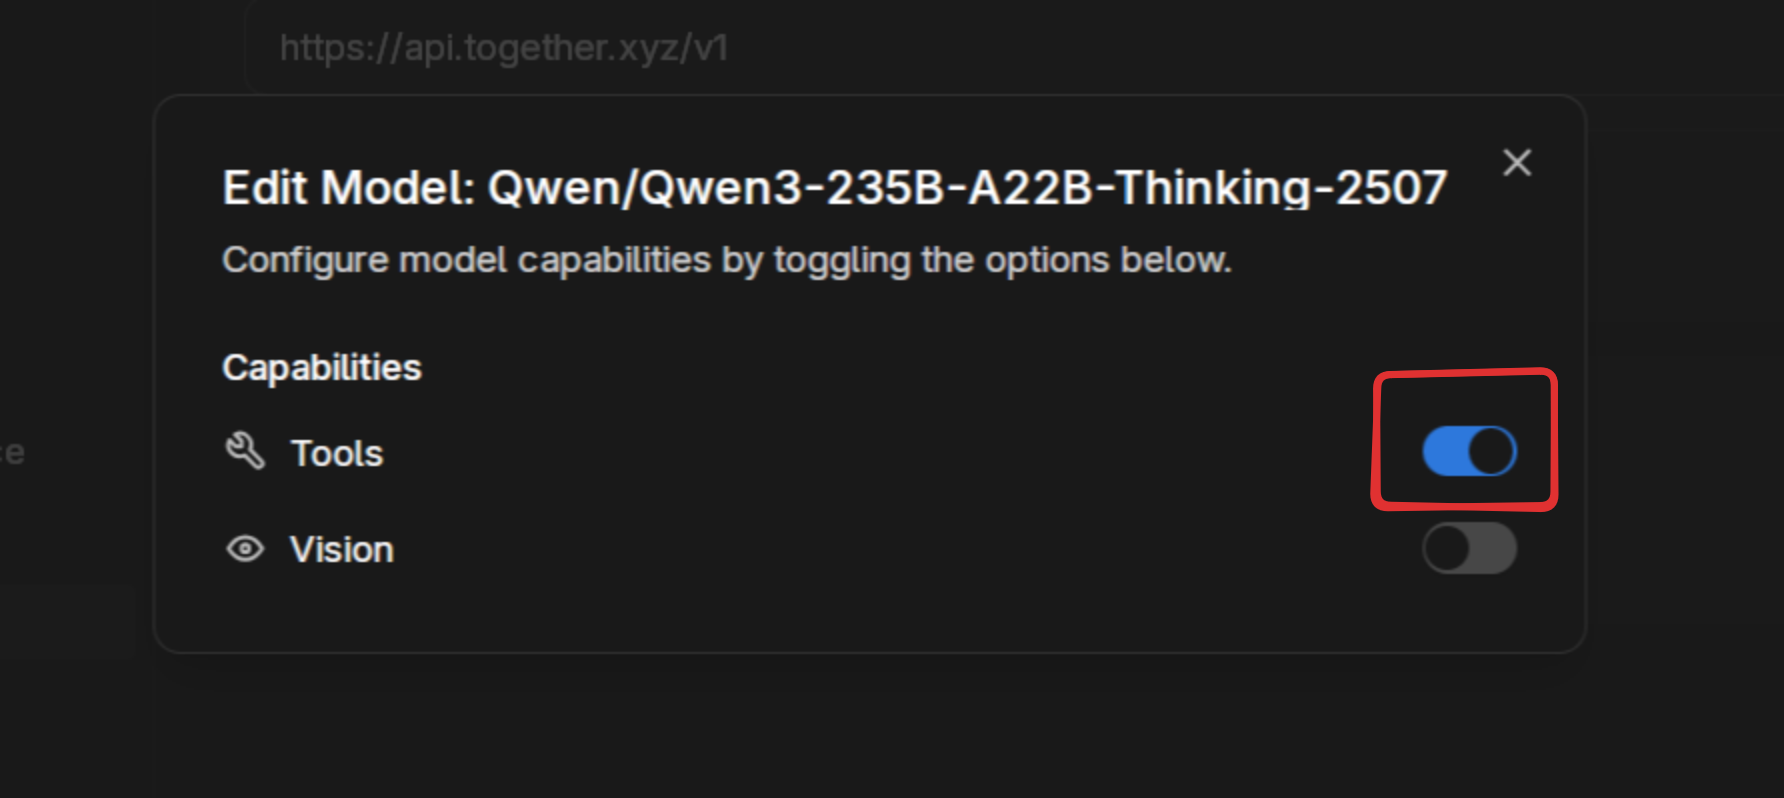 https://api.together.xyz/v1
Edit Model: Qwen/Qwen3-235B-A22B-Thinking-2507
Configure model capabilities by toggling the options below.
Capabilities
Tools
Vision